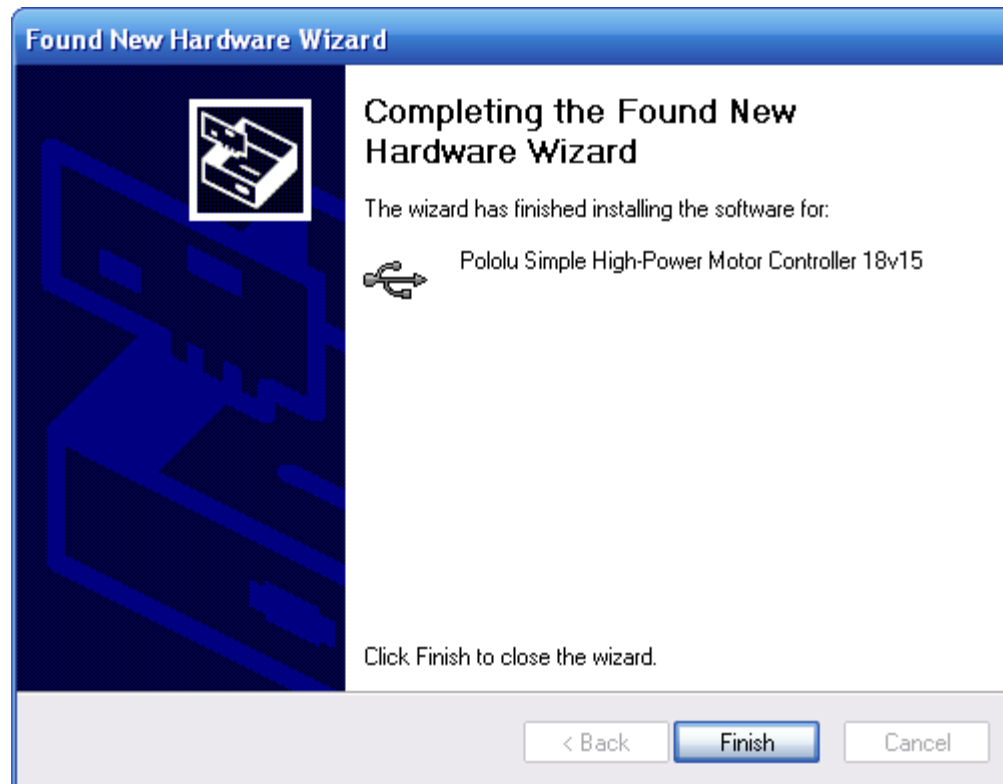 Found New Hardware Wizard
Completing the Found New
Hardware Wizard
The wizard has finished installing the software for:
Pololu Simple High-Power Motor Controller 18v15
Click Finish to close the wizard.
< Back
Finish
Cancel